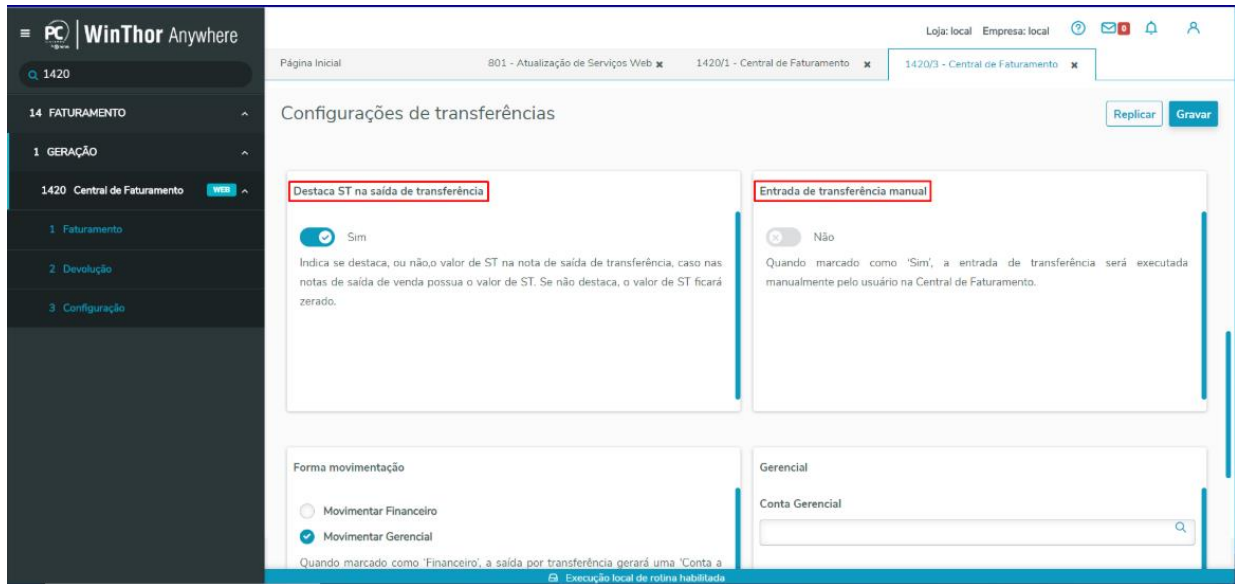 PC WinThor Anywhere
Loja: local Empresa: local
0
1420
Página Inicial
801 - Atualização de Serviços Web
1420/1 - Central de Faturamento
1420/3 - Central de Faturamento
14 FATURAMENTO
1 GERAÇÃO
1420 Central de Faturamento WEB
1 Faturamento
2 Devolução
3 Configuração
Configurações de transferências
Replicar
Gravar
Destaca ST na saída de transferência
Sim
Indica se destaca, ou não,o valor de ST na nota de saída de transferência, caso nas
notas de saída de venda possua o valor de ST. Se não destaca, o valor de ST ficará
zerado.
Entrada de transferência manual
Não
Quando marcado como 'Sim', a entrada de transferência será executada
manualmente pelo usuário na Central de Faturamento.
Forma movimentação
Movimentar Financeiro
Movimentar Gerencial
Quando marcado como 'Financeiro', a saída por transferência gerará uma 'Conta a
Gerencial
Conta Gerencial
Execução local de rotina habilitada